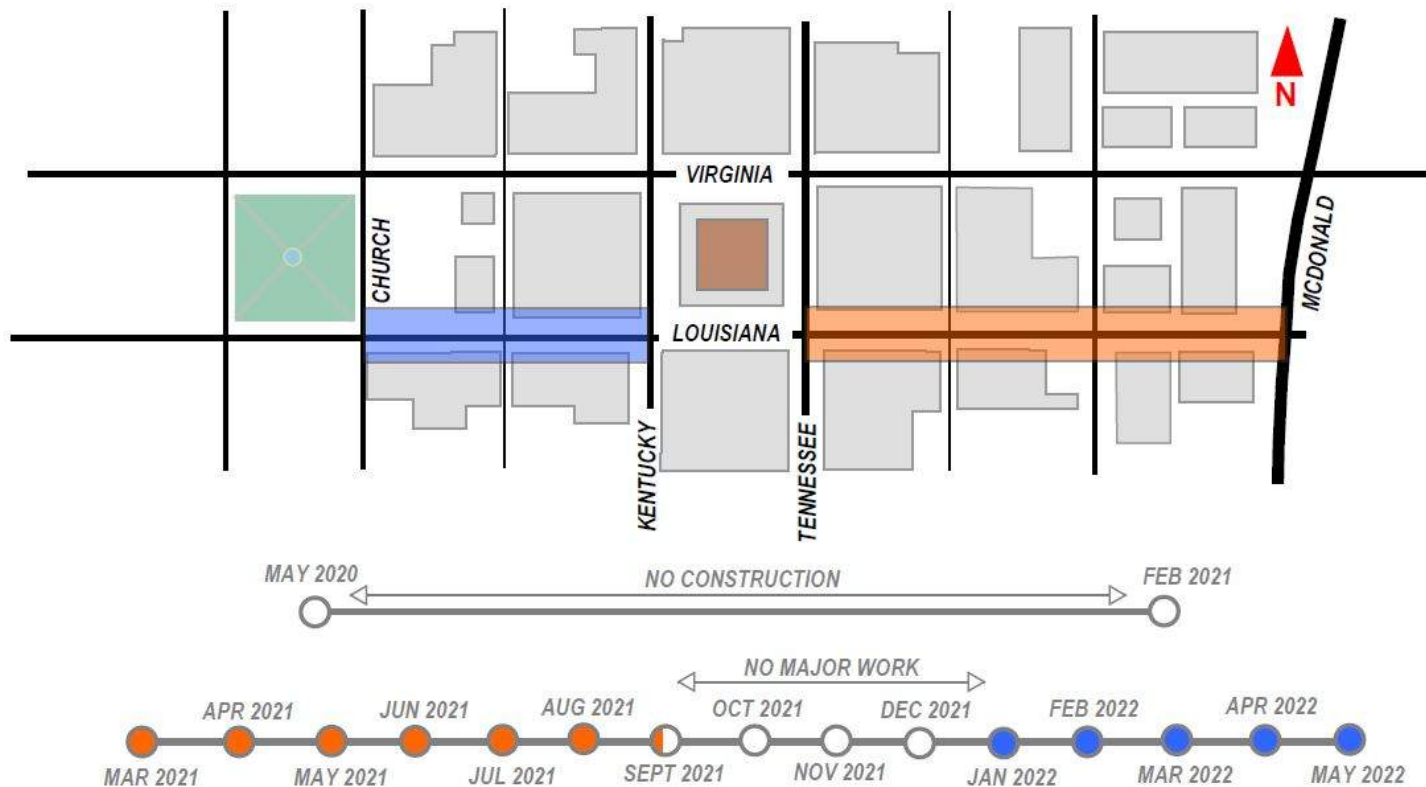 N
VIRGINIA
CHURCH
MCDONALD
LOUISIANA
KENTUCKY
TENNESSEE
MAY 2020
NO CONSTRUCTION
FEB 2021
NO MAJOR WORK
APR 2021
JUN 2021
AUG 2021
OCT 2021
DEC 2021
FEB 2022
APR 2022
MAR 2021
MAY 2021
JUL 2021
SEPT 2021
NOV 2021
JAN 2022
MAR 2022
MAY 2022